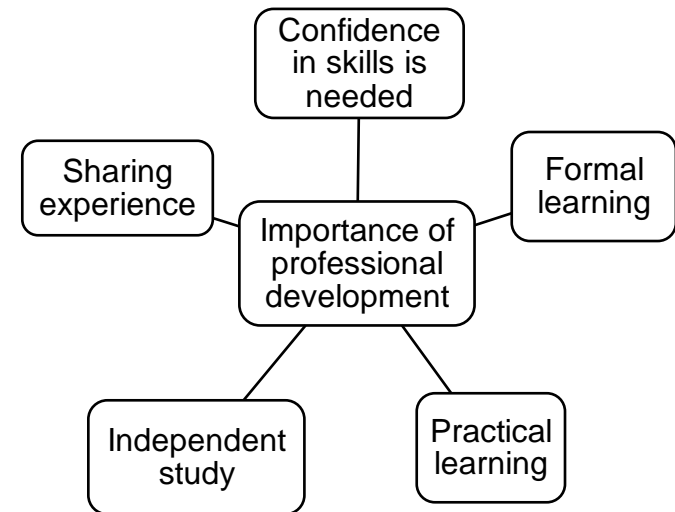 Confidence
in skills is
needed
Sharing
experience
Formal
learning
Importance of
professional
development
Independent
study
Practical
learning